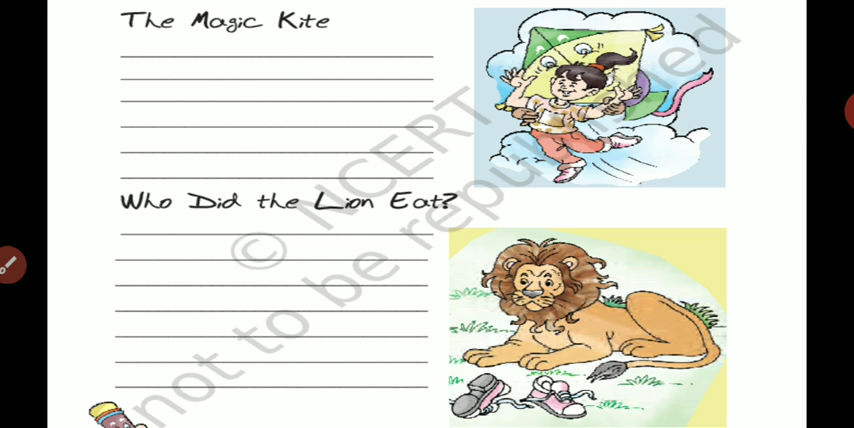 The Magic Kite
Who Did the Lion Eat?
© NCERT
not to be republished